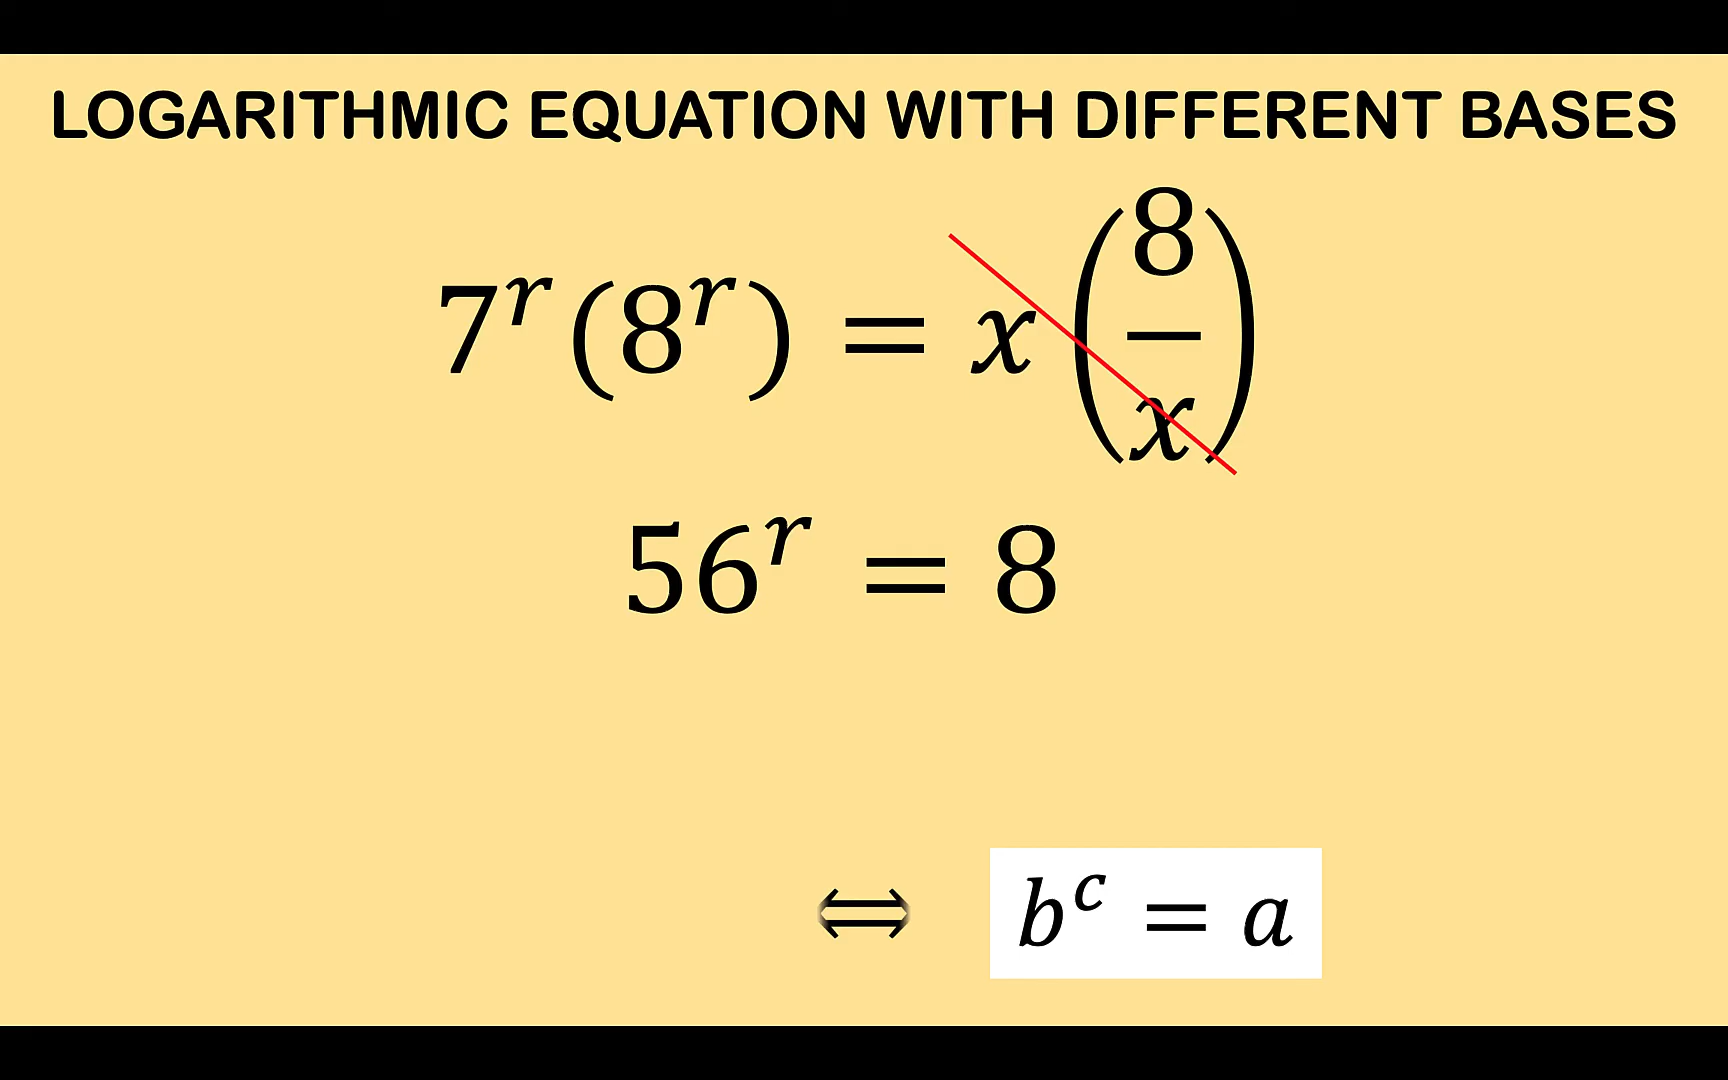 LOGARITHMIC EQUATION WITH DIFFERENT BASES
7^r(8^r) = x(8/x)
56^r = 8
⟺ b^c = a